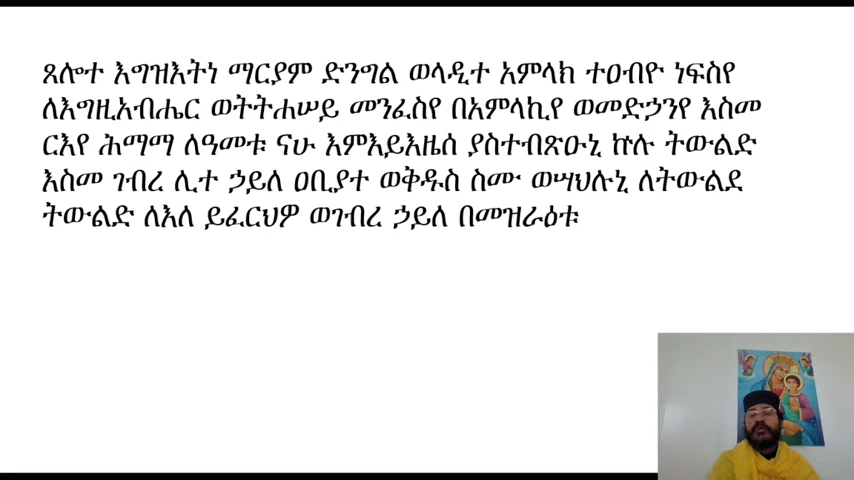 ጸሎተ እግዝእትነ ማርያም ድንግል ወላዲተ አምላክ ተዐብዮ ነፍስየ
ለእግዚአብሔር ወትትሐሠይ መንፈስየ በአምላኪየ ወመድኃንየ እስመ
ርእየ ሕማማ ለዓመቱ ናሁ እምእይእዜሰ ያስተብጽዑኒ ኵሉ ትውልድ
እስመ ገብረ ሊተ ኃይለ ዐቢያተ ወቅዱስ ስሙ ወሣህሉኒ ለትውልደ
ትውልድ ለእለ ይፈርህዎ ወገብረ ኃይለ በመዝራዕቱ